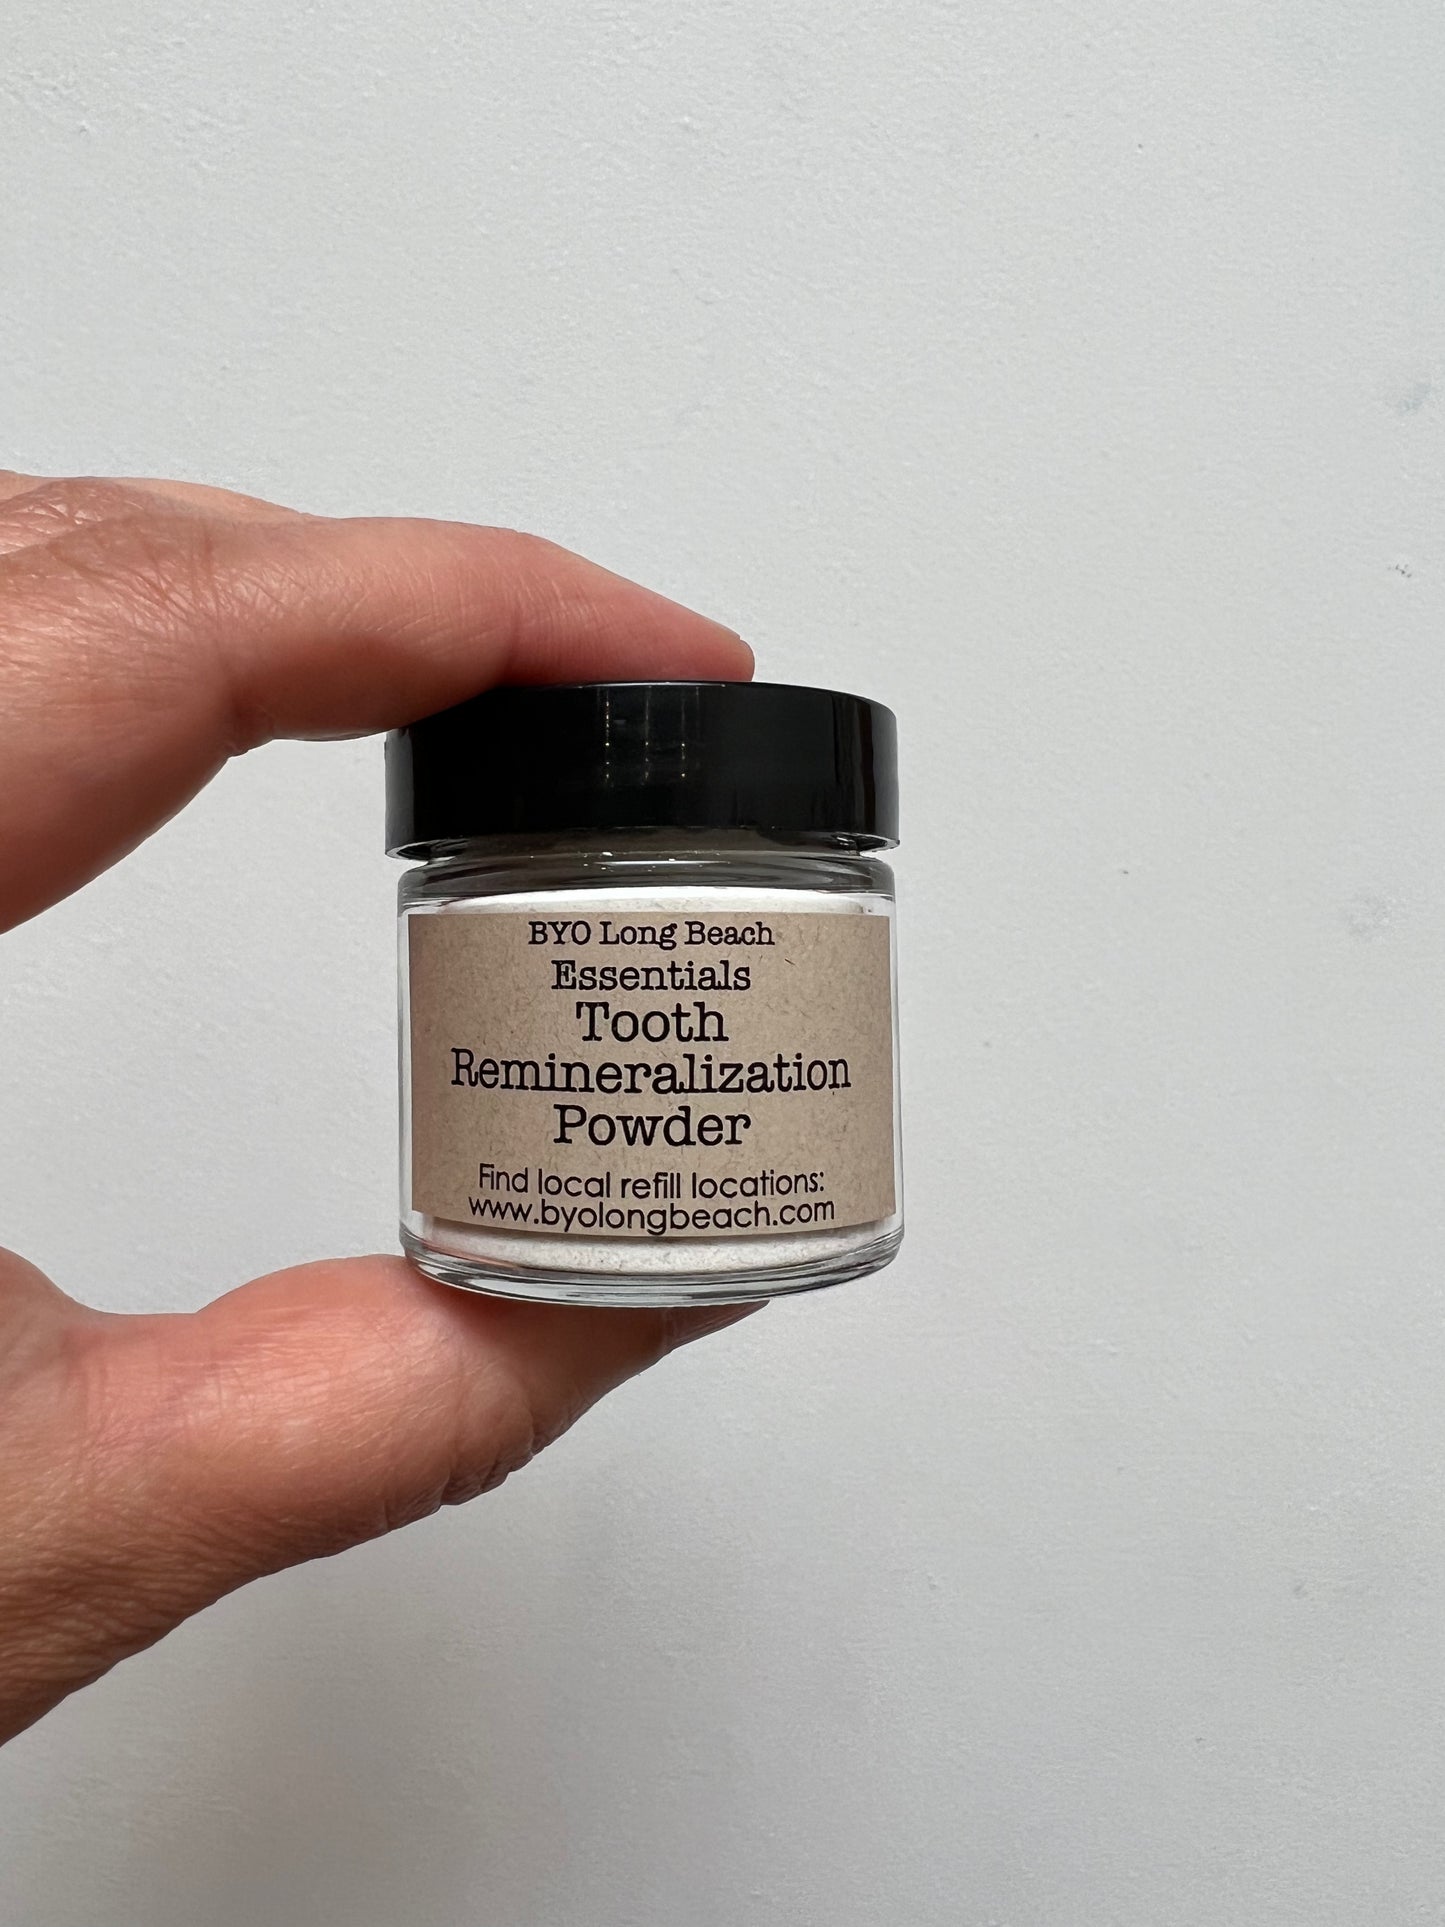 BYO Long Beach
Essentials
Tooth
Remineralization
Powder
Find local refill locations:
www.byolongbeach.com